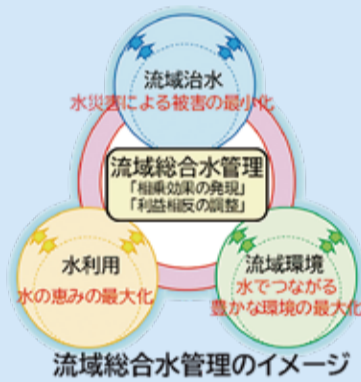 流域治水
水災害による被害の最小化
流域総合水管理
「相乗効果の発現」
「利益相反の調整」
水利用
水の恵みの最大化
流域環境
水でつながる
豊かな環境の最大化
流域総合水管理のイメージ